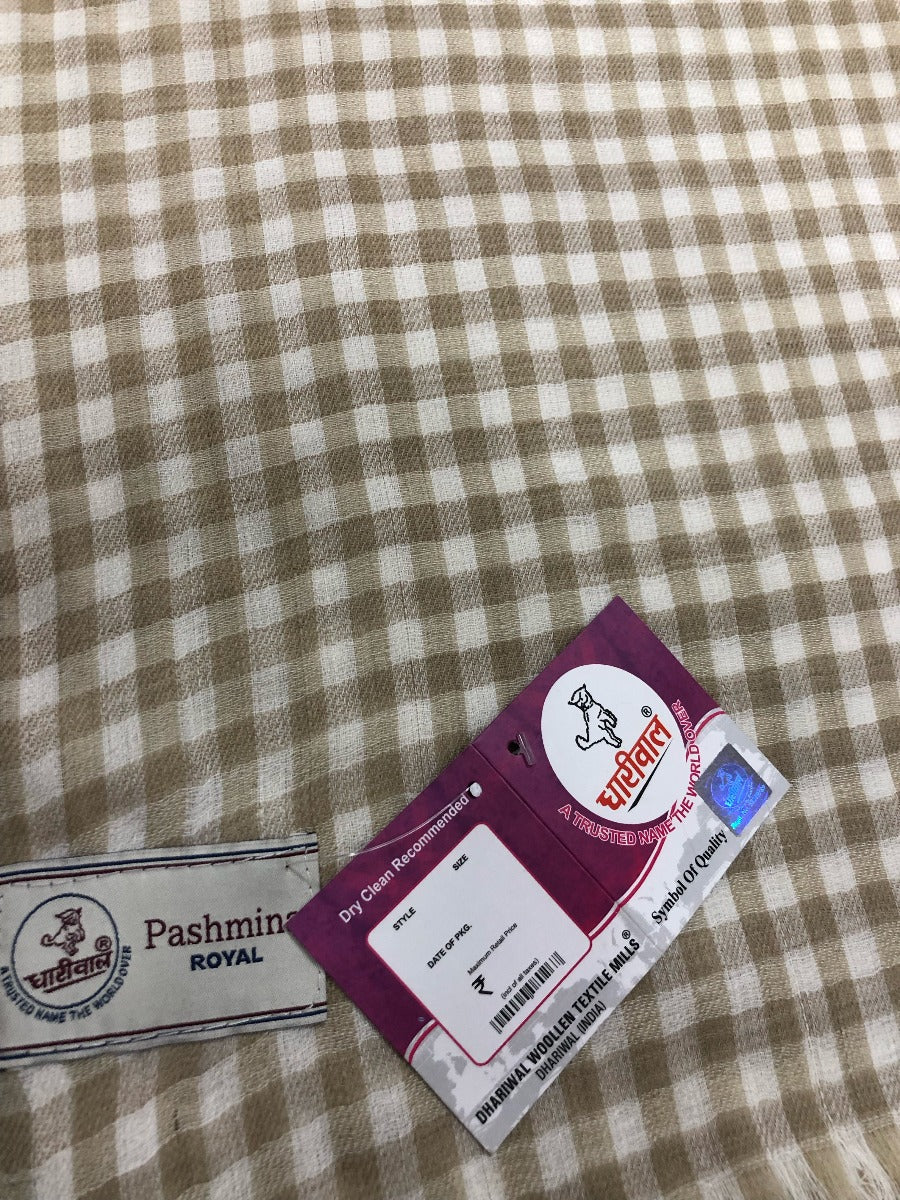 धारीवाल®
A TRUSTED NAME THE WORLD OVER
Pashmina
ROYAL
Dry Clean Recommended
STYLE
SIZE
DATE OF PKG.
Maximum Retail Price
₹
(incl of all taxes)
DHARIWAL WOOLLEN TEXTILE MILLS®
DHARIWAL (INDIA)
धारीवाल®
A TRUSTED NAME THE WORLD OVER
Symbol Of Quality